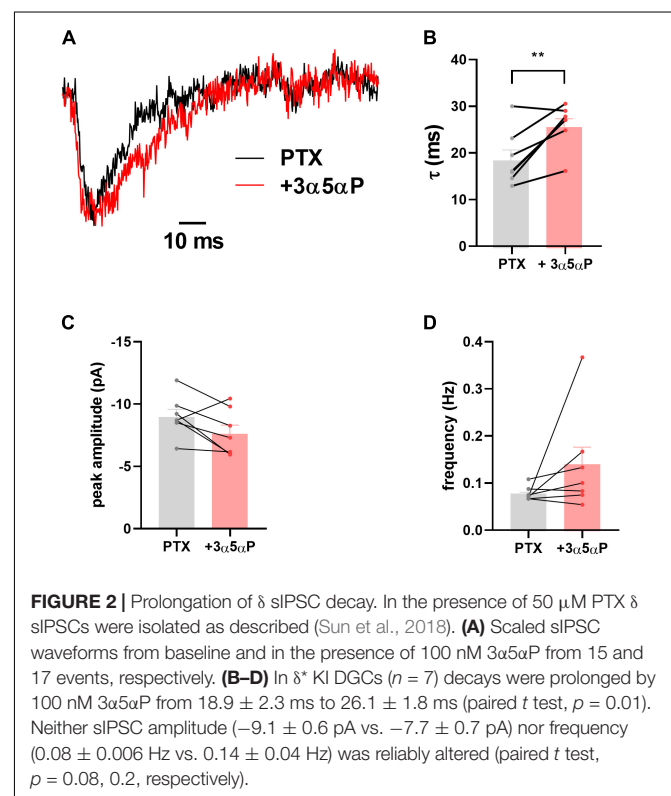 A
PTX
+3α5αP
10 ms
B
**
τ (ms)
40
30
20
10
0
PTX
+ 3α5αP
C
peak amplitude (pA)
-15
-10
-5
0
PTX
+3α5αP
D
frequency (Hz)
0.4
0.3
0.2
0.1
0.0
PTX
+3α5αP
FIGURE 2 | Prolongation of δ sIPSC decay. In the presence of 50 μM PTX δ
sIPSCs were isolated as described (Sun et al., 2018). (A) Scaled sIPSC
waveforms from baseline and in the presence of 100 nM 3α5αP from 15 and
17 events, respectively. (B–D) In δ* KI DGCs (n = 7) decays were prolonged by
100 nM 3α5αP from 18.9 ± 2.3 ms to 26.1 ± 1.8 ms (paired t test, p = 0.01).
Neither sIPSC amplitude (−9.1 ± 0.6 pA vs. −7.7 ± 0.7 pA) nor frequency
(0.08 ± 0.006 Hz vs. 0.14 ± 0.04 Hz) was reliably altered (paired t test,
p = 0.08, 0.2, respectively).